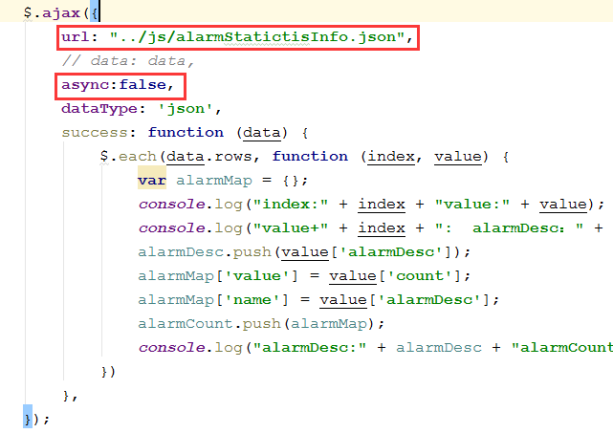 $.ajax({
url: "../js/alarmStatictisInfo.json",
// data: data,
async:false,
dataType: 'json',
success: function (data) {
$.each(data.rows, function (index, value) {
var alarmMap = {};
console.log("index:" + index + "value:" + value);
console.log("value+" + index + ":  alarmDesc：" +
alarmDesc.push(value['alarmDesc']);
alarmMap['value'] = value['count'];
alarmMap['name'] = value['alarmDesc'];
alarmCount.push(alarmMap);
console.log("alarmDesc:" + alarmDesc + "alarmCount
})
},
});